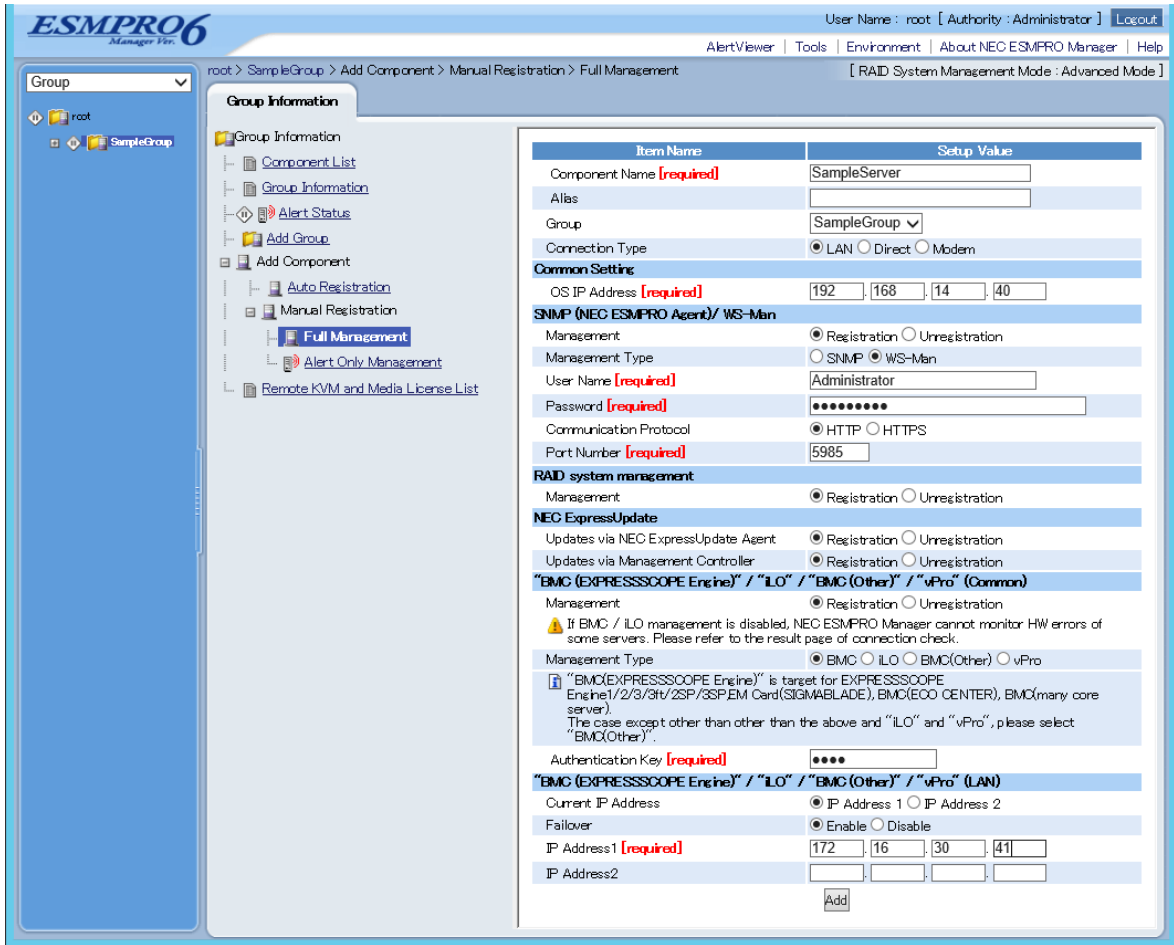 ESMPRO6
Manager Ver.
User Name : root [ Authority : Administrator ] Logout
AlertViewer | Tools | Environment | About NEC ESMPRO Manager | Help
Group
root > SampleGroup > Add Component > Manual Registration > Full Management
[ RAID System Management Mode : Advanced Mode ]
root
SampleGroup
Group Information
Group Information
Component List
Group Information
Alert Status
Add Group
Add Component
Auto Registration
Manual Registration
Full Management
Alert Only Management
Remote KVM and Media License List
Item Name Setup Value
Component Name [required] SampleServer
Alias
Group SampleGroup
Connection Type LAN Direct Modem
Common Setting
OS IP Address [required] 192 . 168 . 14 . 40
SNMP (NEC ESMPRO Agent)/ WS-Man
Management Registration Unregistration
Management Type SNMP WS-Man
User Name [required] Administrator
Password [required] •••••••••
Communication Protocol HTTP HTTPS
Port Number [required] 5985
RAID system management
Management Registration Unregistration
NEC ExpressUpdate
Updates via NEC ExpressUpdate Agent Registration Unregistration
Updates via Management Controller Registration Unregistration
"BMC (EXPRESSSCOPE Engine)" / "iLO" / "BMC(Other)" / "vPro" (Common)
Management Registration Unregistration
If BMC / iLO management is disabled, NEC ESMPRO Manager cannot monitor HW errors of
some servers. Please refer to the result page of connection check.
Management Type BMC iLO BMC(Other) vPro
"BMC(EXPRESSSCOPE Engine)" is target for EXPRESSSCOPE
Engine1/2/3/3ft/2SP/3SP,EM Card(SIGMABLADE), BMC(ECO CENTER), BMC(many core
server).
The case except other than other than the above and "iLO" and "vPro", please select
"BMC(Other)".
Authentication Key [required] ••••
"BMC (EXPRESSSCOPE Engine)" / "iLO" / "BMC(Other)" / "vPro" (LAN)
Current IP Address IP Address 1 IP Address 2
Failover Enable Disable
IP Address1 [required] 172 . 16 . 30 . 41
IP Address2 . . .
Add